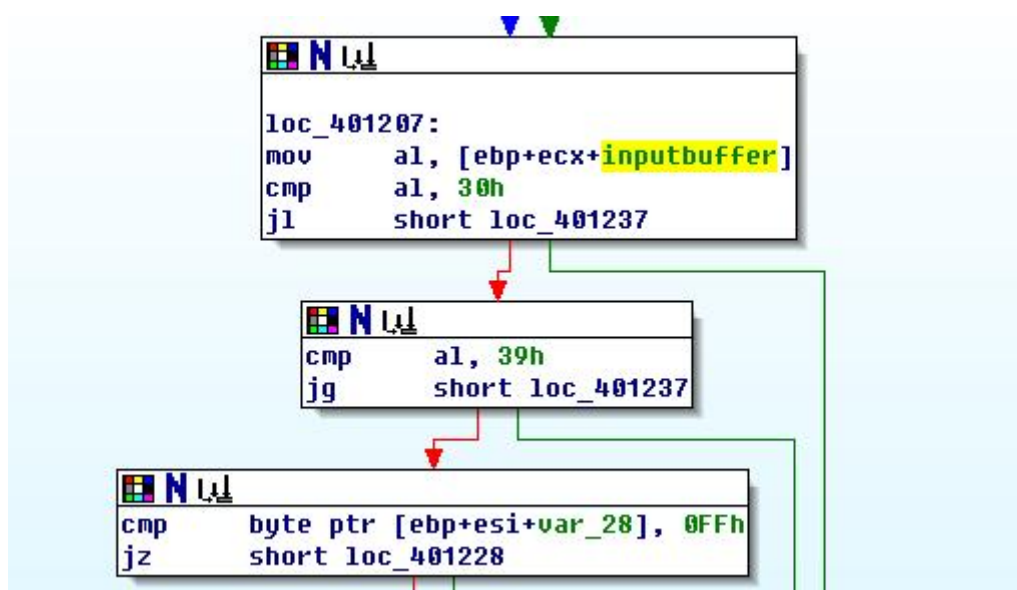 loc_401207:
mov al, [ebp+ecx+inputbuffer]
cmp al, 30h
jl short loc_401237
cmp al, 39h
jg short loc_401237
cmp byte ptr [ebp+esi+var_28], 0FFh
jz short loc_401228